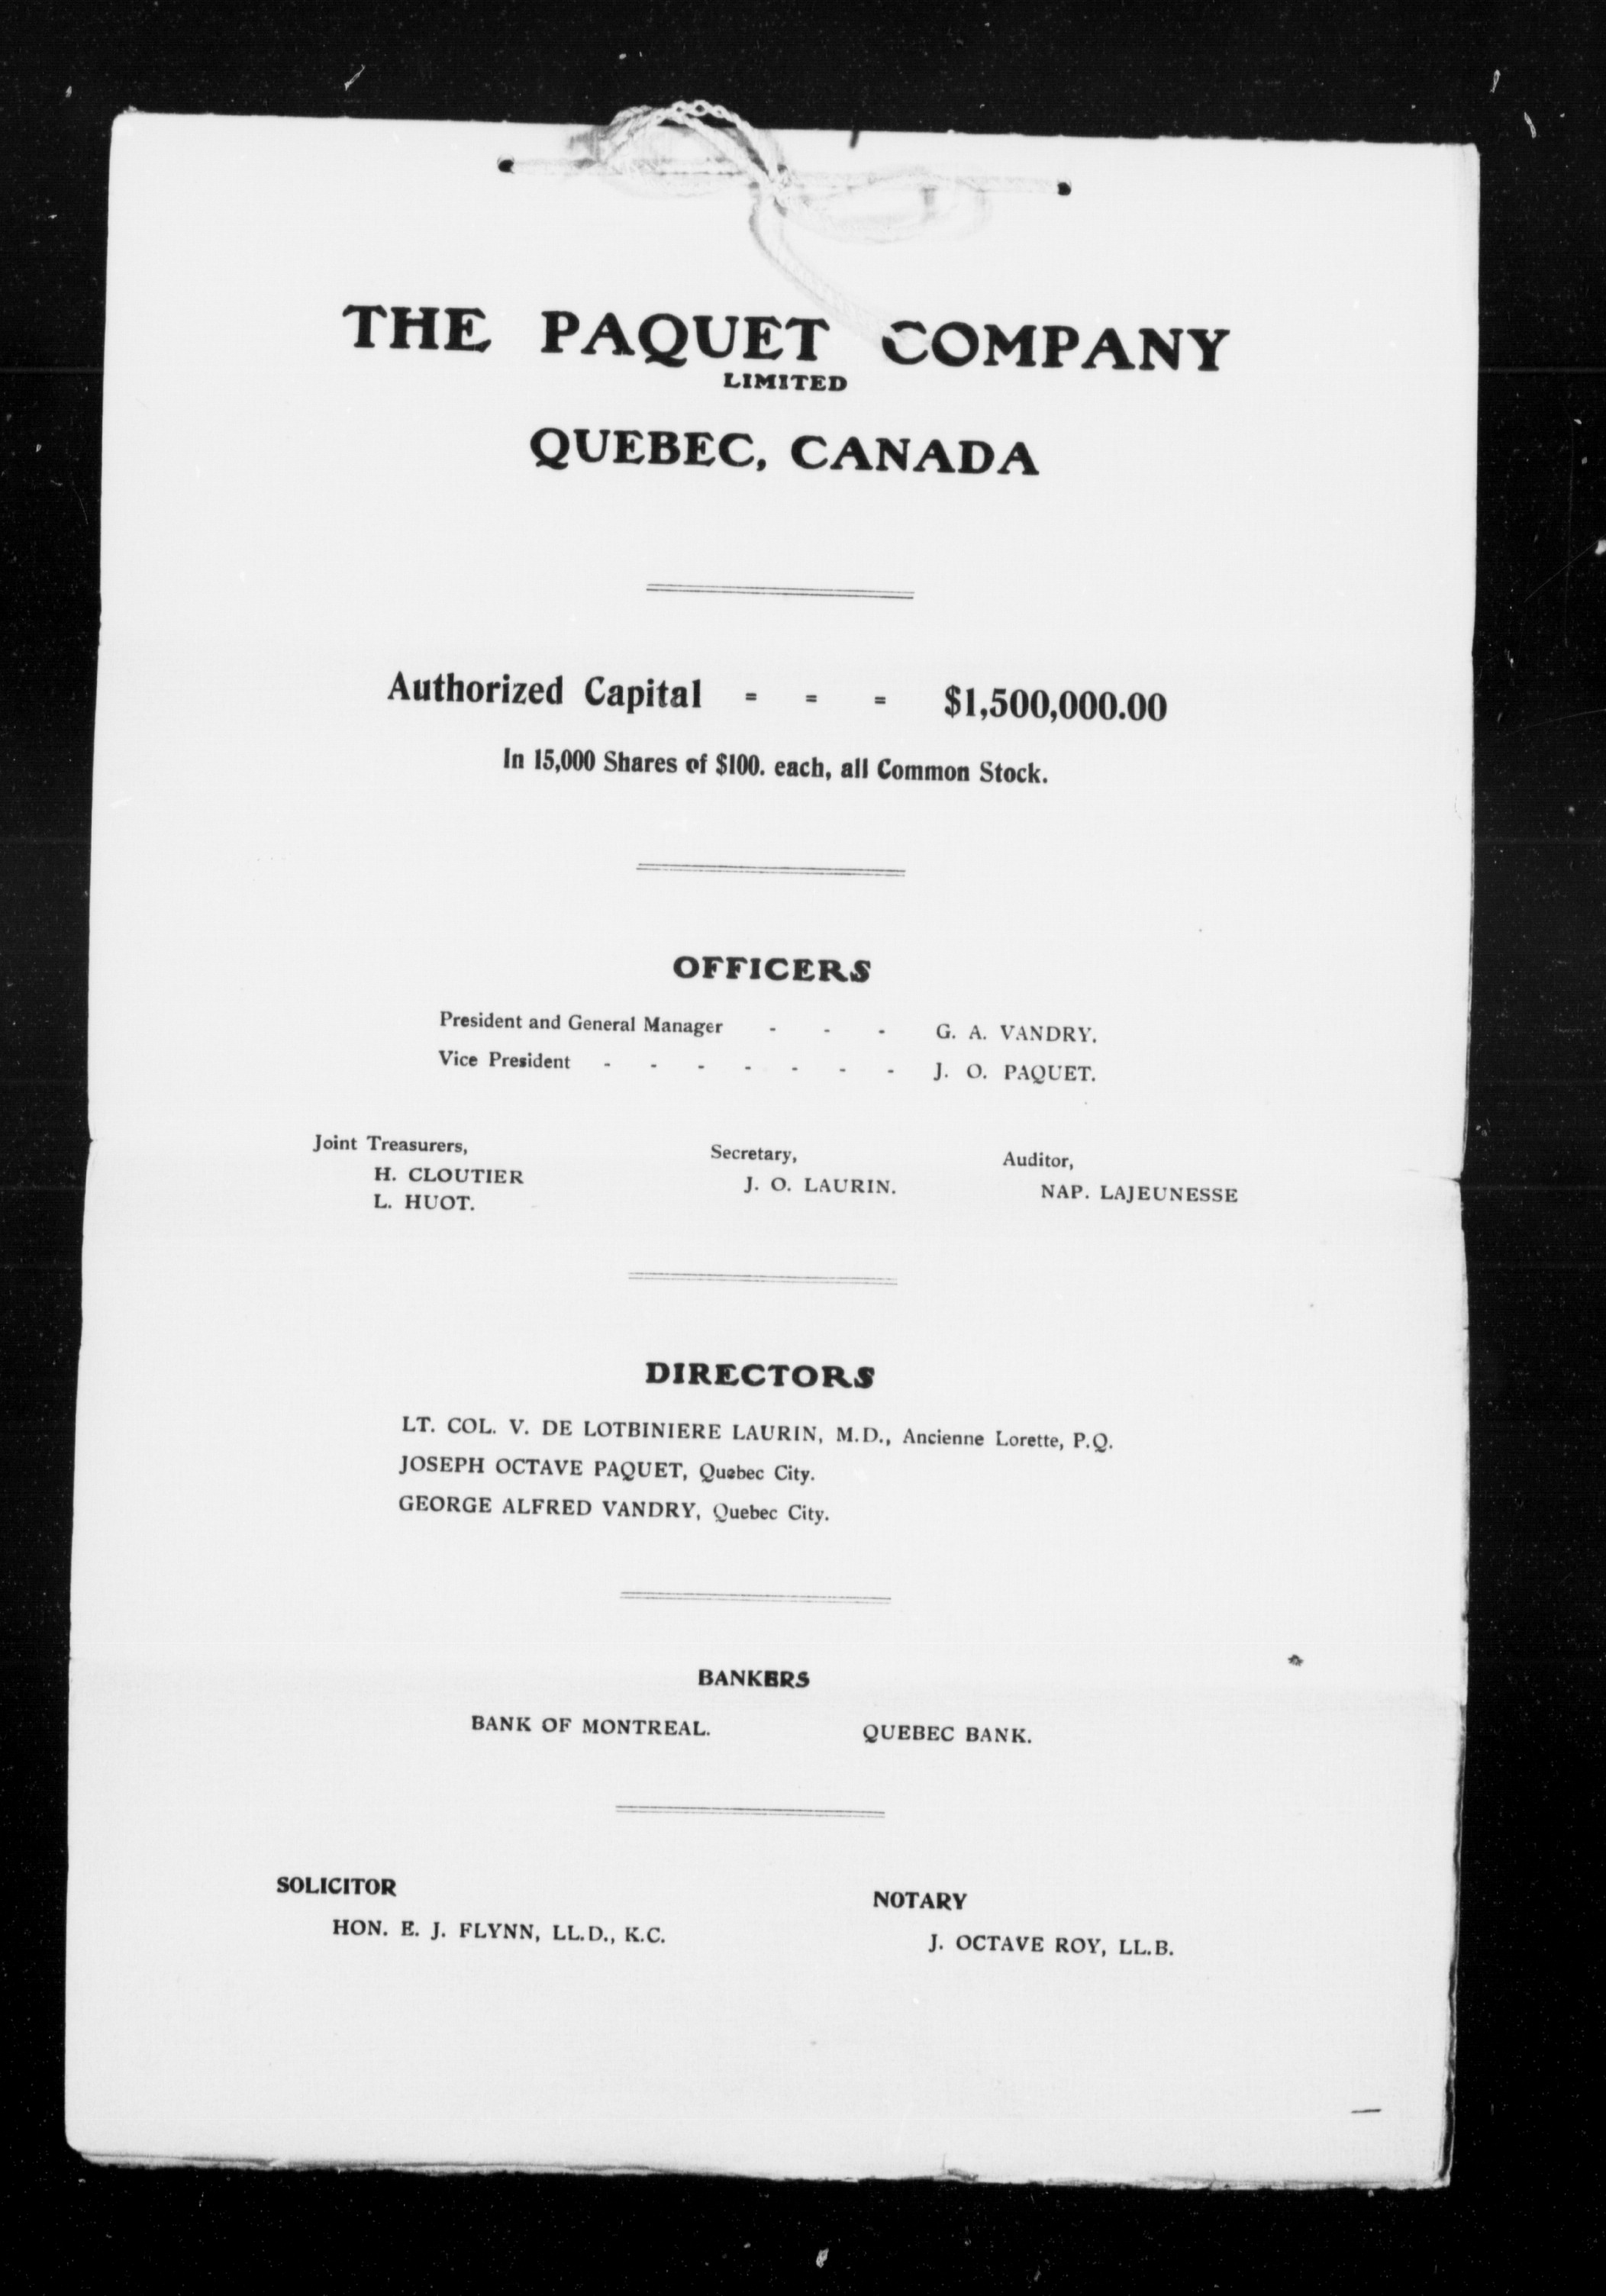 THE PAQUET COMPANY
LIMITED
QUEBEC, CANADA
Authorized Capital = = = $1,500,000.00
In 15,000 Shares of $100. each, all Common Stock.
OFFICERS
President and General Manager - - - G. A. VANDRY.
Vice President - - - - - - - J. O. PAQUET.
Joint Treasurers,
H. CLOUTIER
L. HUOT.
Secretary,
J. O. LAURIN.
Auditor,
NAP. LAJEUNESSE
DIRECTORS
LT. COL. V. DE LOTBINIERE LAURIN, M.D., Ancienne Lorette, P.Q.
JOSEPH OCTAVE PAQUET, Quebec City.
GEORGE ALFRED VANDRY, Quebec City.
BANKERS
BANK OF MONTREAL. QUEBEC BANK.
SOLICITOR
HON. E. J. FLYNN, LL.D., K.C.
NOTARY
J. OCTAVE ROY, LL.B.